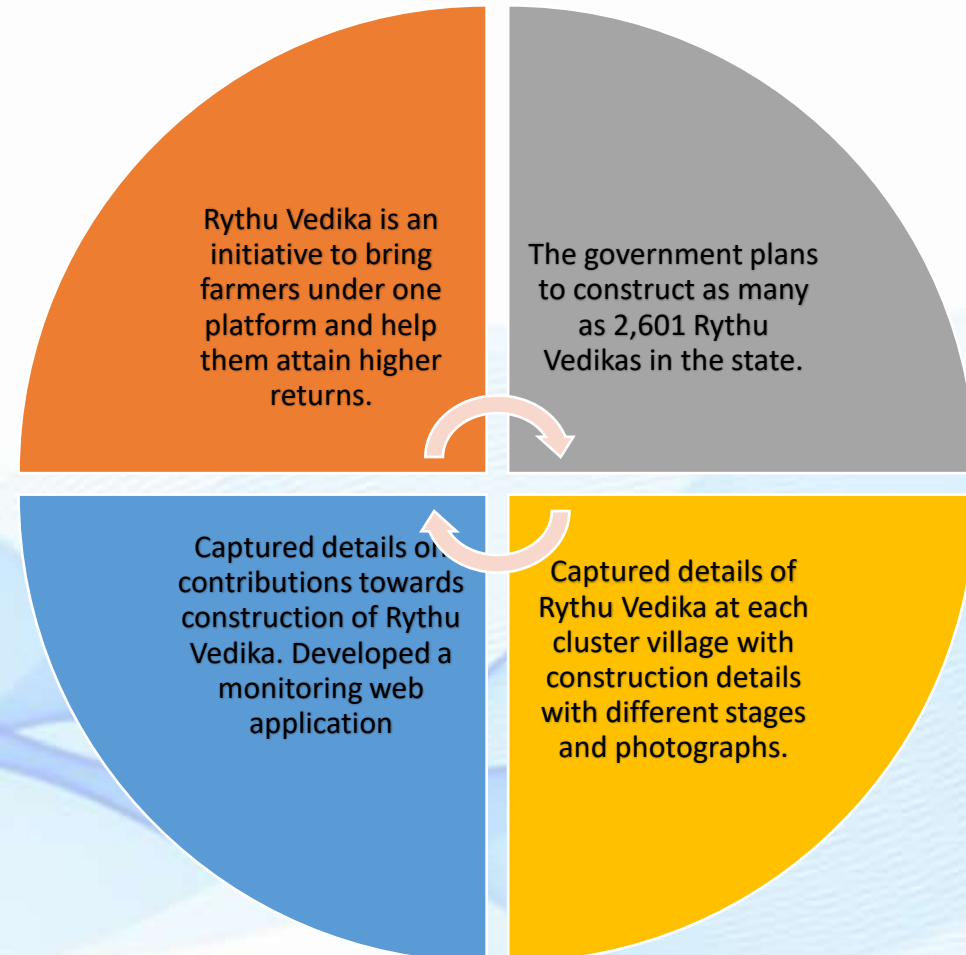 Rythu Vedika is an
initiative to bring
farmers under one
platform and help
them attain higher
returns.
The government plans
to construct as many
as 2,601 Rythu
Vedikas in the state.
Captured details of
Rythu Vedika at each
cluster village with
construction details
with different stages
and photographs.
Captured details on
contributions towards
construction of Rythu
Vedika. Developed a
monitoring web
application